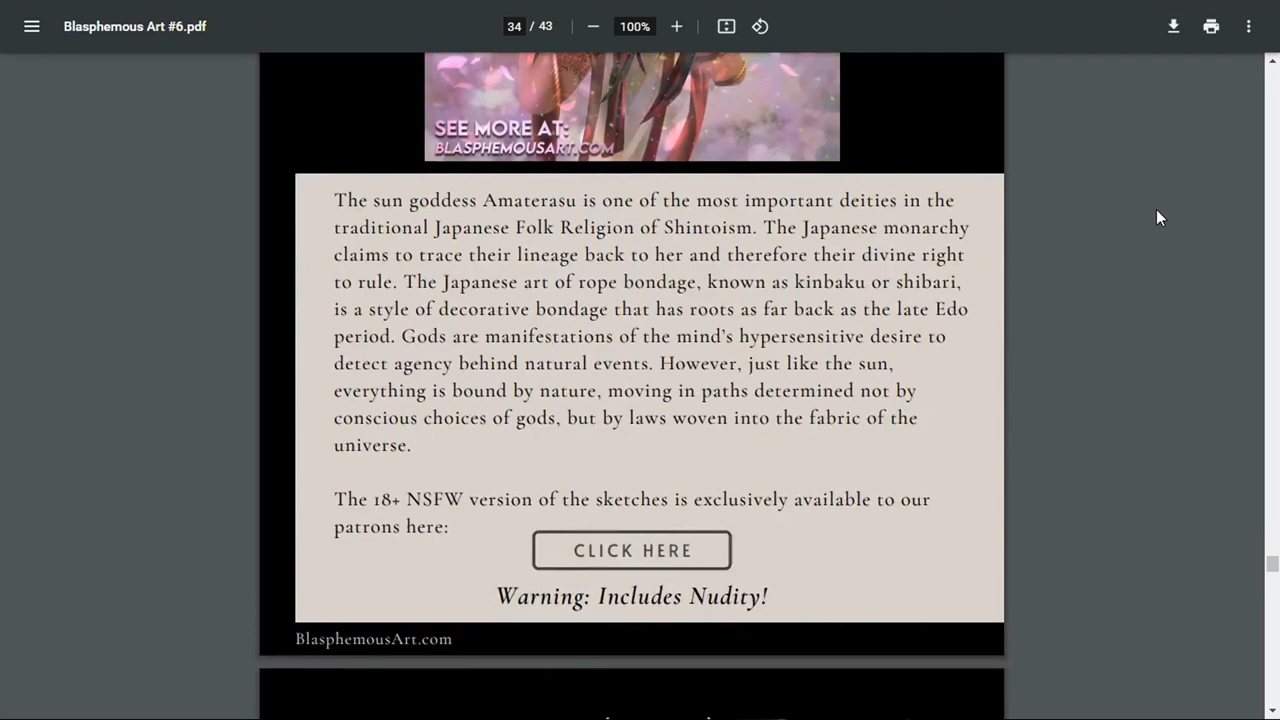 Blasphemous Art #6.pdf
34 / 43
100%
SEE MORE AT:
BLASPHEMOUSART.COM
The sun goddess Amaterasu is one of the most important deities in the
traditional Japanese Folk Religion of Shintoism. The Japanese monarchy
claims to trace their lineage back to her and therefore their divine right
to rule. The Japanese art of rope bondage, known as kinbaku or shibari,
is a style of decorative bondage that has roots as far back as the late Edo
period. Gods are manifestations of the mind's hypersensitive desire to
detect agency behind natural events. However, just like the sun,
everything is bound by nature, moving in paths determined not by
conscious choices of gods, but by laws woven into the fabric of the
universe.
The 18+ NSFW version of the sketches is exclusively available to our
patrons here:
CLICK HERE
Warning: Includes Nudity!
BlasphemousArt.com